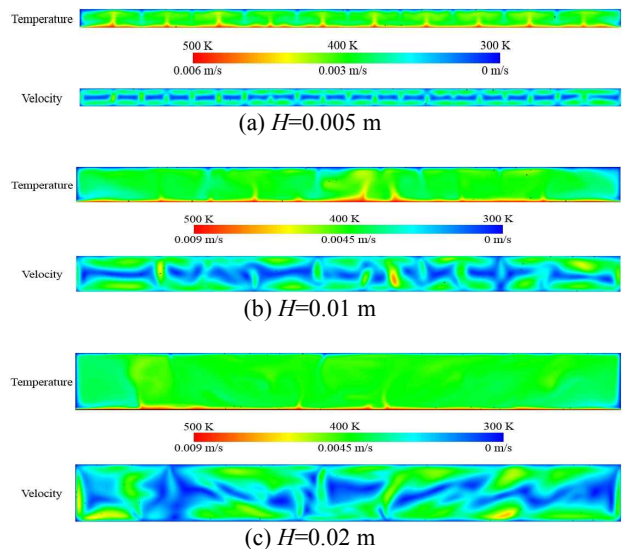 Temperature
500 K 400 K 300 K
0.006 m/s 0.003 m/s 0 m/s
Velocity
(a) H=0.005 m
Temperature
500 K 400 K 300 K
0.009 m/s 0.0045 m/s 0 m/s
Velocity
(b) H=0.01 m
Temperature
500 K 400 K 300 K
0.009 m/s 0.0045 m/s 0 m/s
Velocity
(c) H=0.02 m